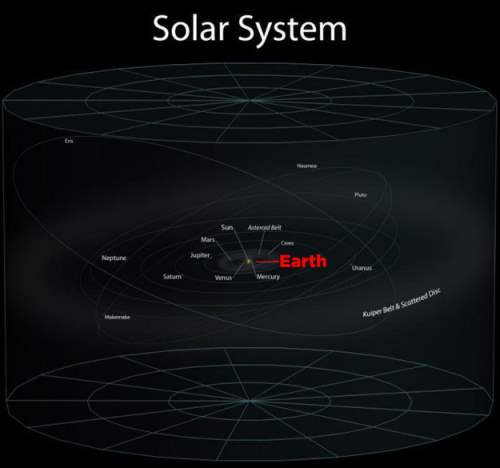 Solar System
Eris
Haumea
Pluto
Sun
Asteroid Belt
Mars
Ceres
Jupiter
Neptune
Earth
Uranus
Saturn
Venus
Mercury
Kuiper Belt & Scattered Disc
Makemake